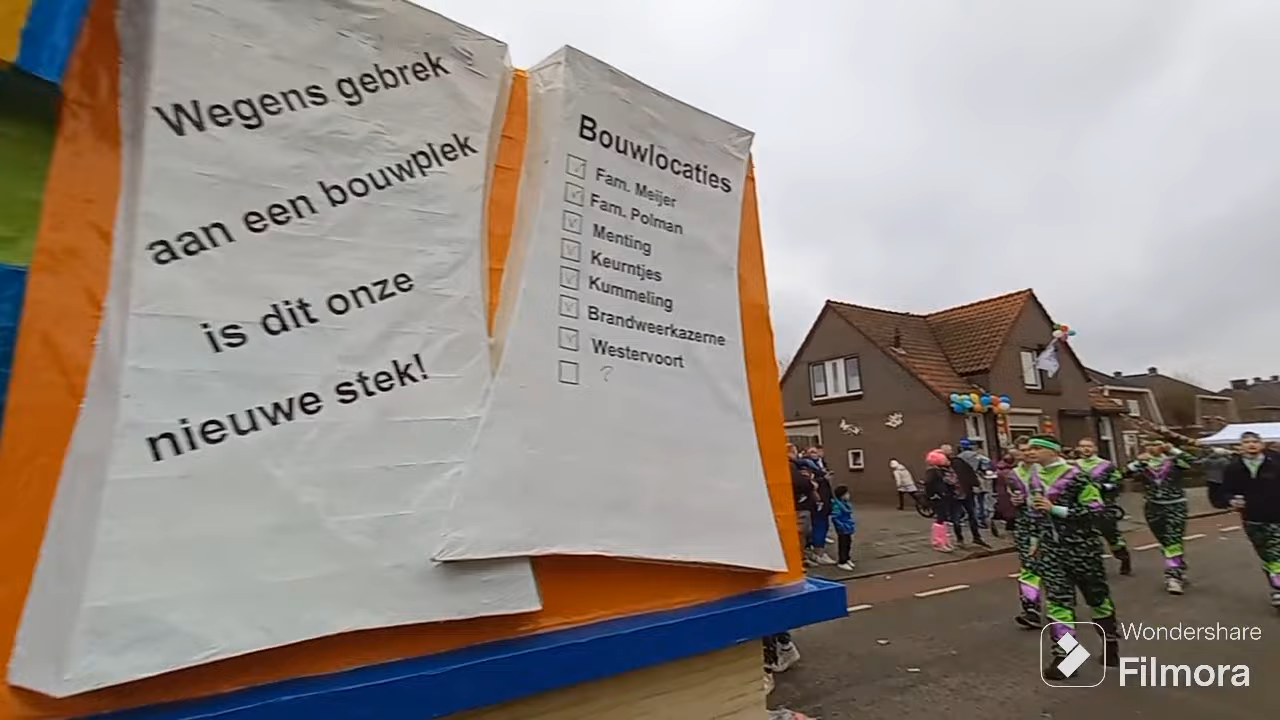 Wegens gebrek
aan een bouwplek
is dit onze
nieuwe stek!
Bouwlocaties
Fam. Meijer
Fam. Polman
Menting
Keurntjes
Kummeling
Brandweerkazerne
Westervoort
?
Wondershare
Filmora